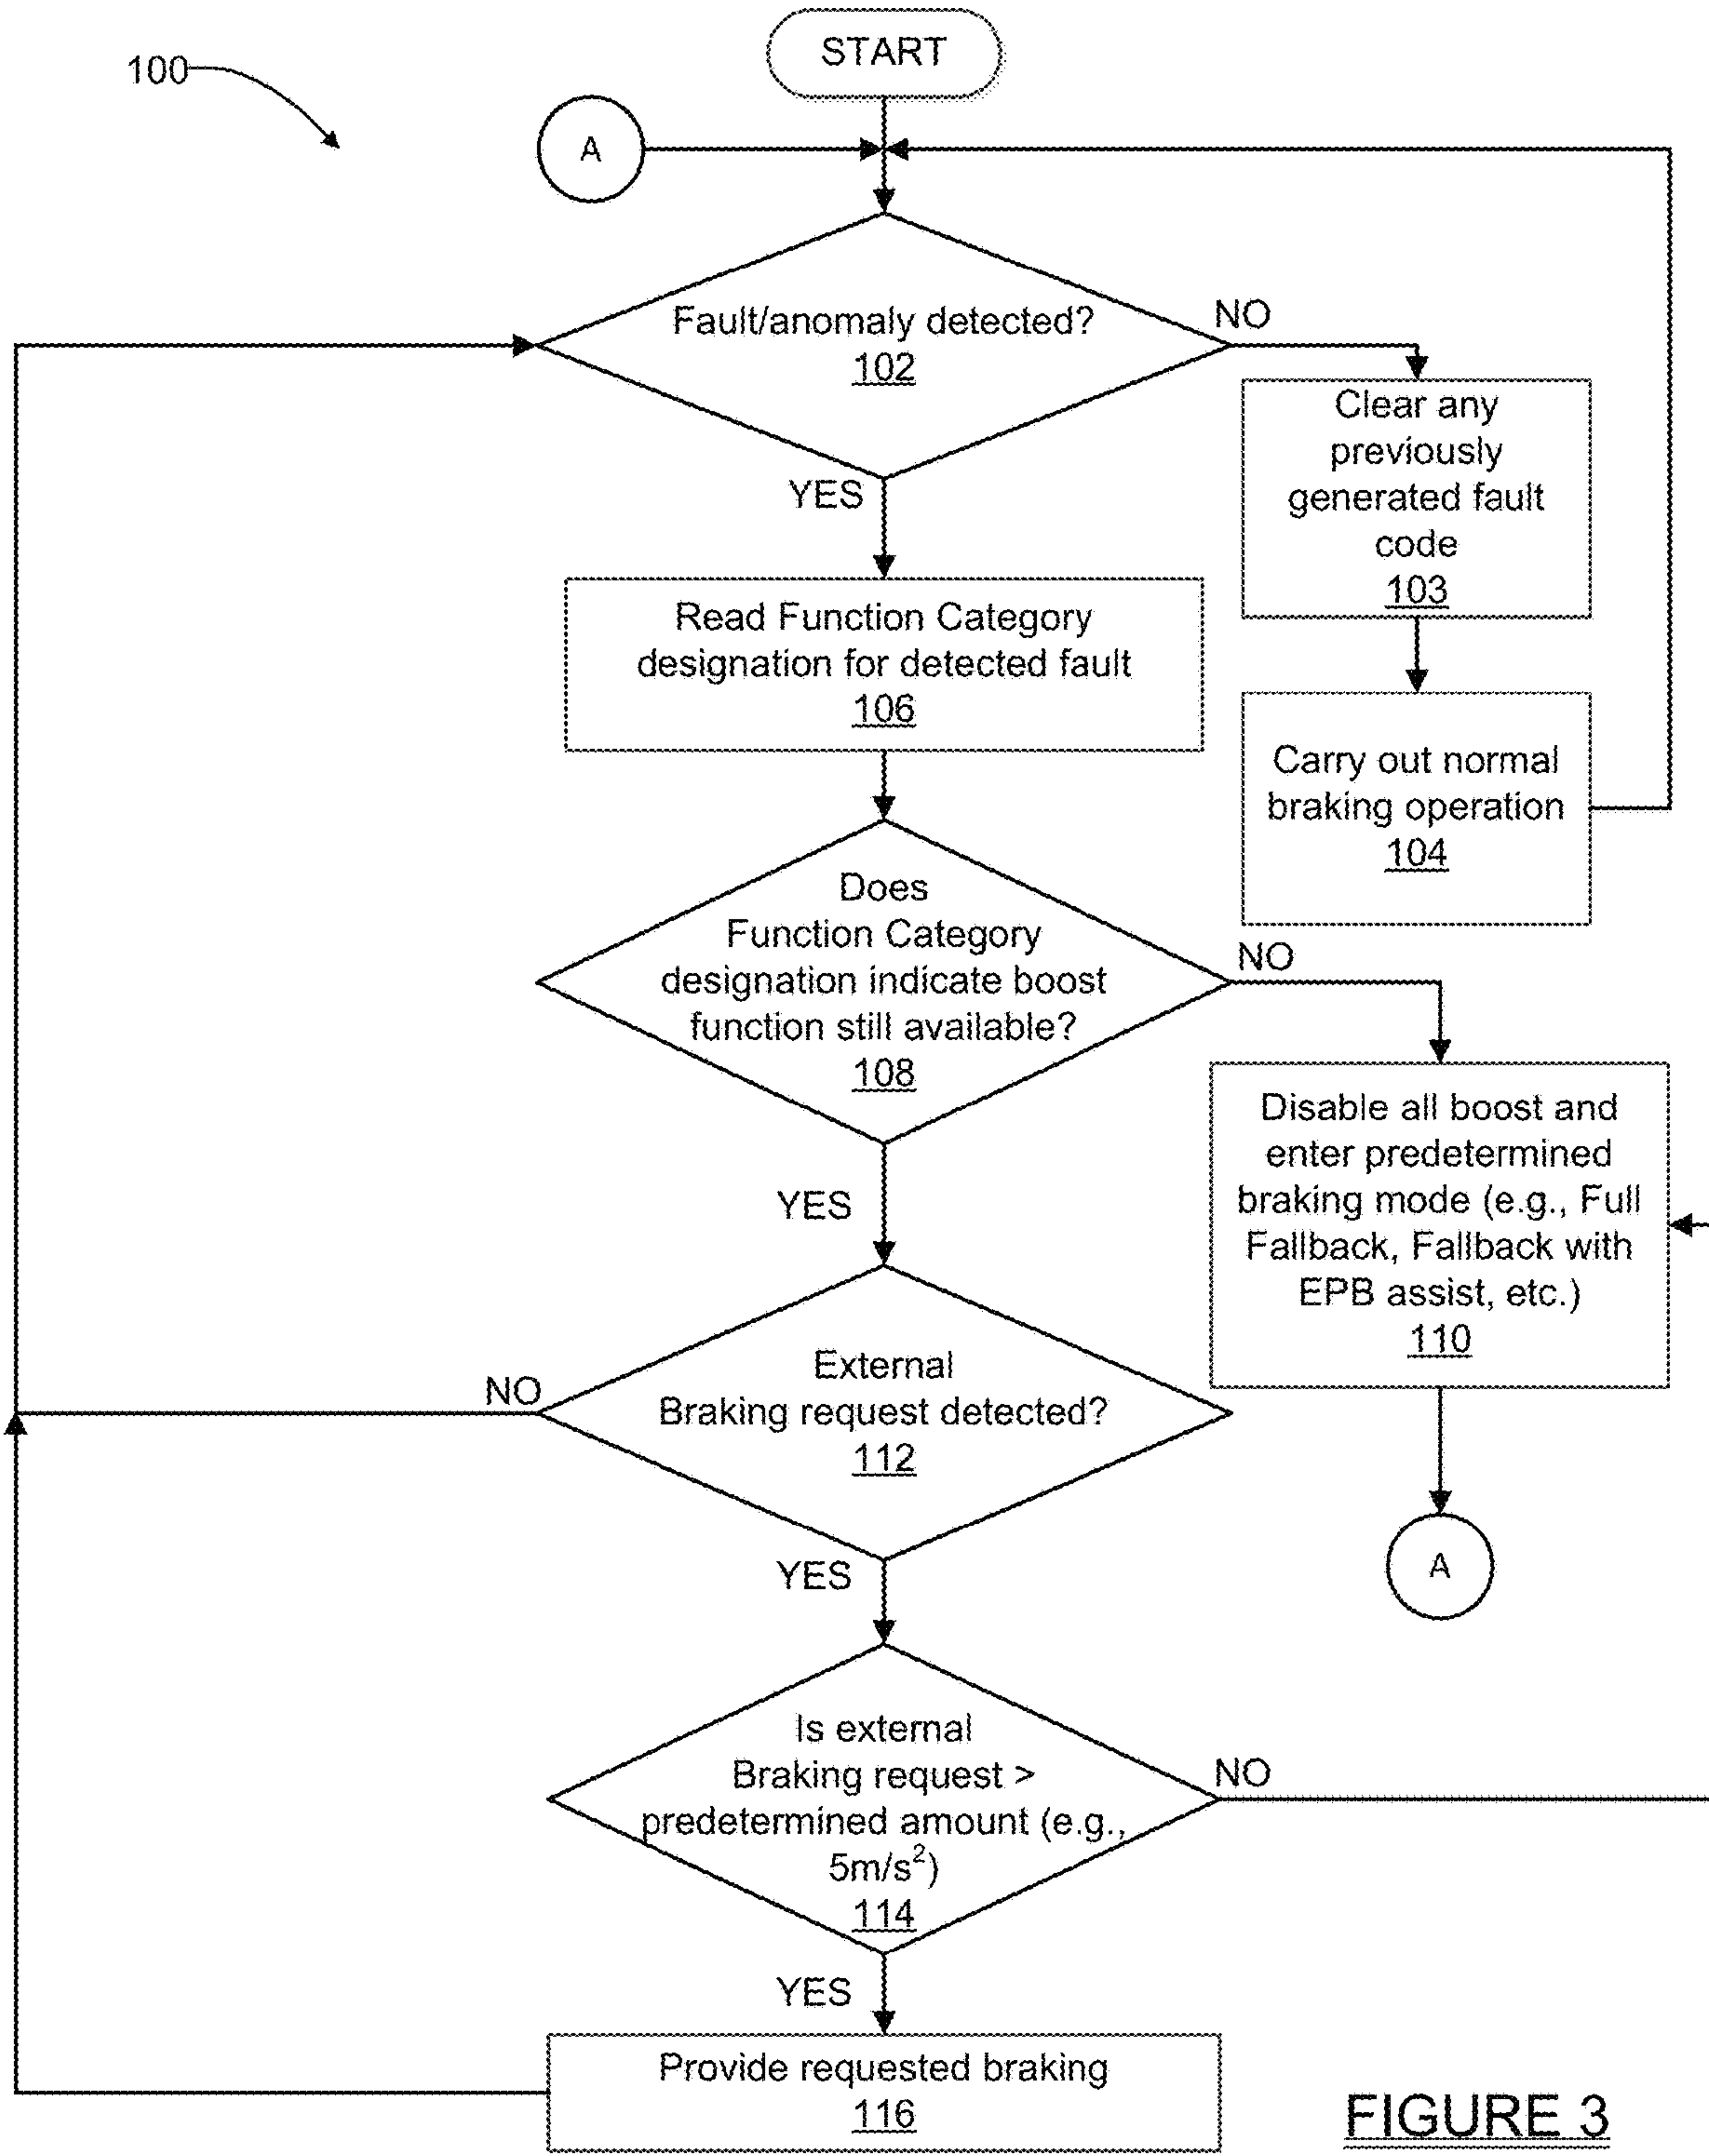 START
100
A
Fault/anomaly detected?
102
NO
YES
Clear any
previously
generated fault
code
103
Read Function Category
designation for detected fault
106
Carry out normal
braking operation
104
Does
Function Category
designation indicate boost
function still available?
108
NO
YES
Disable all boost and
enter predetermined
braking mode (e.g., Full
Fallback, Fallback with
EPB assist, etc.)
110
External
Braking request detected?
112
NO
YES
A
Is external
Braking request >
predetermined amount (e.g.,
5m/s²)
114
NO
YES
Provide requested braking
116
FIGURE 3